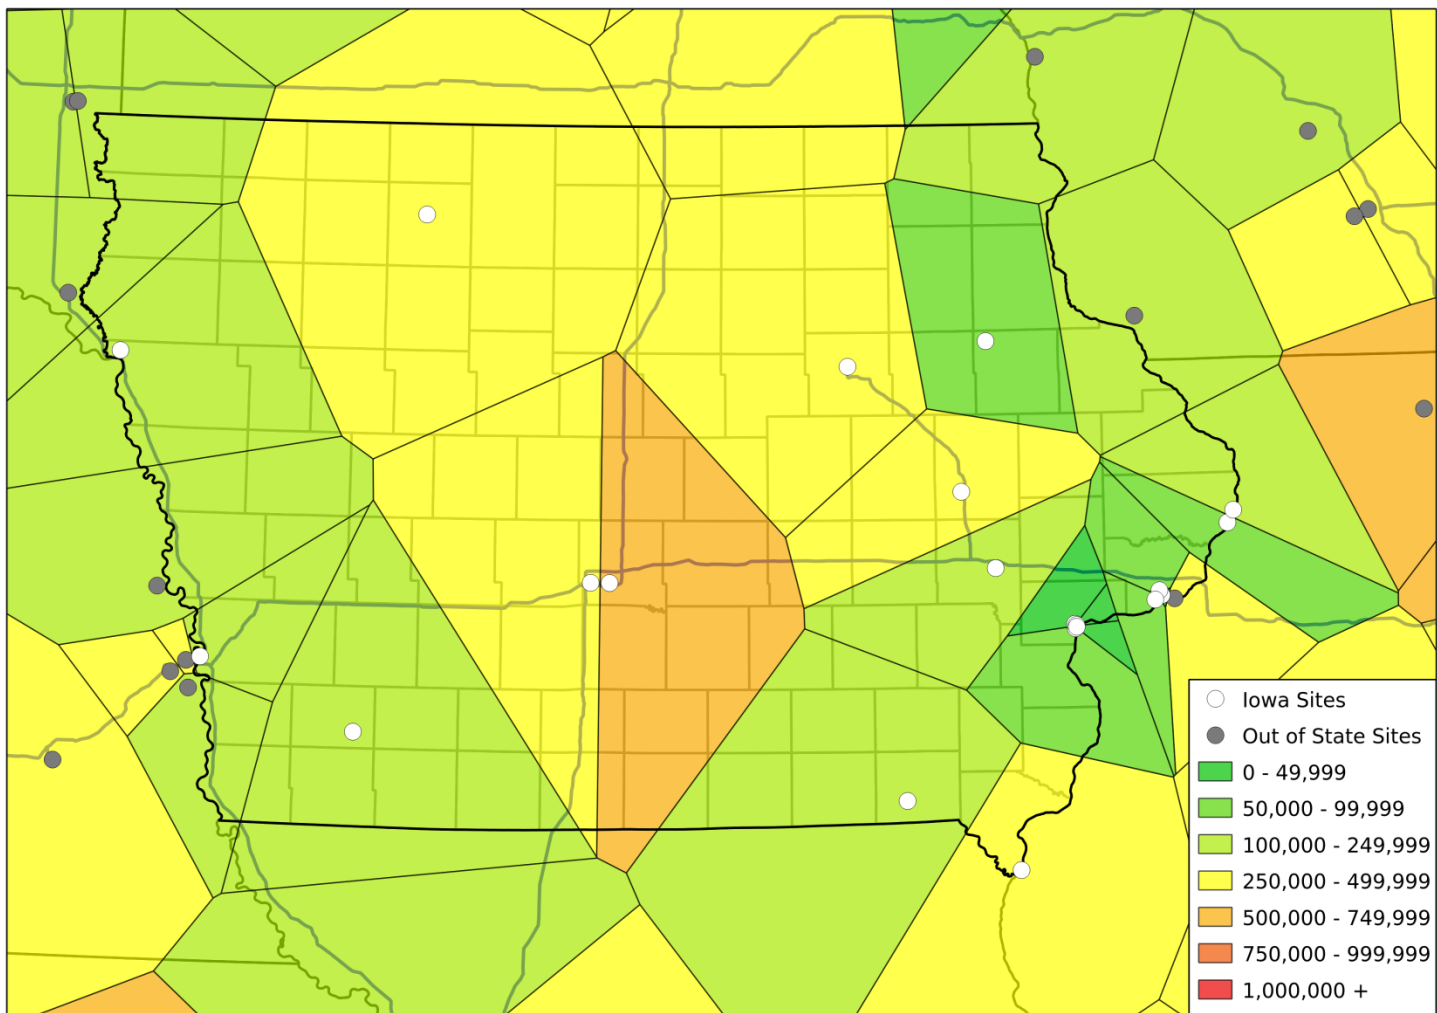 Iowa Sites
Out of State Sites
0 - 49,999
50,000 - 99,999
100,000 - 249,999
250,000 - 499,999
500,000 - 749,999
750,000 - 999,999
1,000,000 +